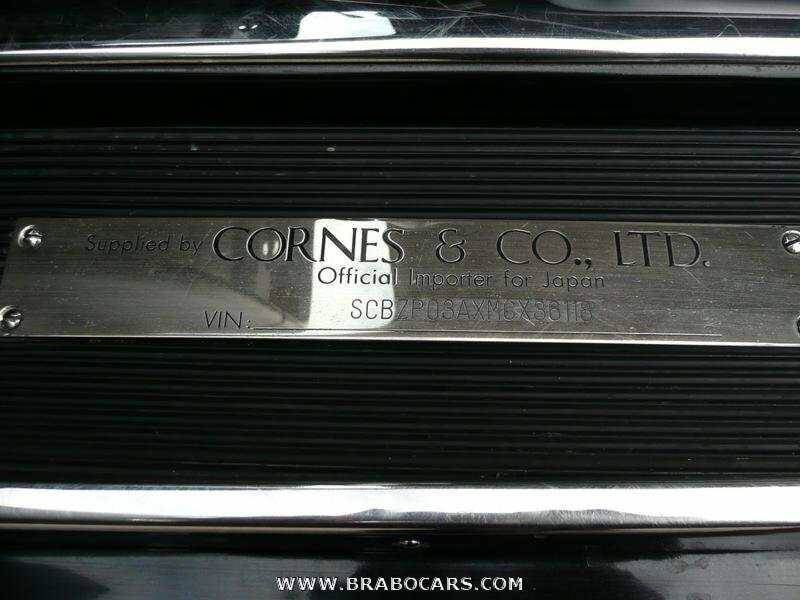 Supplied by CORNES & CO., LTD.
Official Importer for Japan
VIN: SCBZP03AXMCX36118
WWW.BRABOCARS.COM